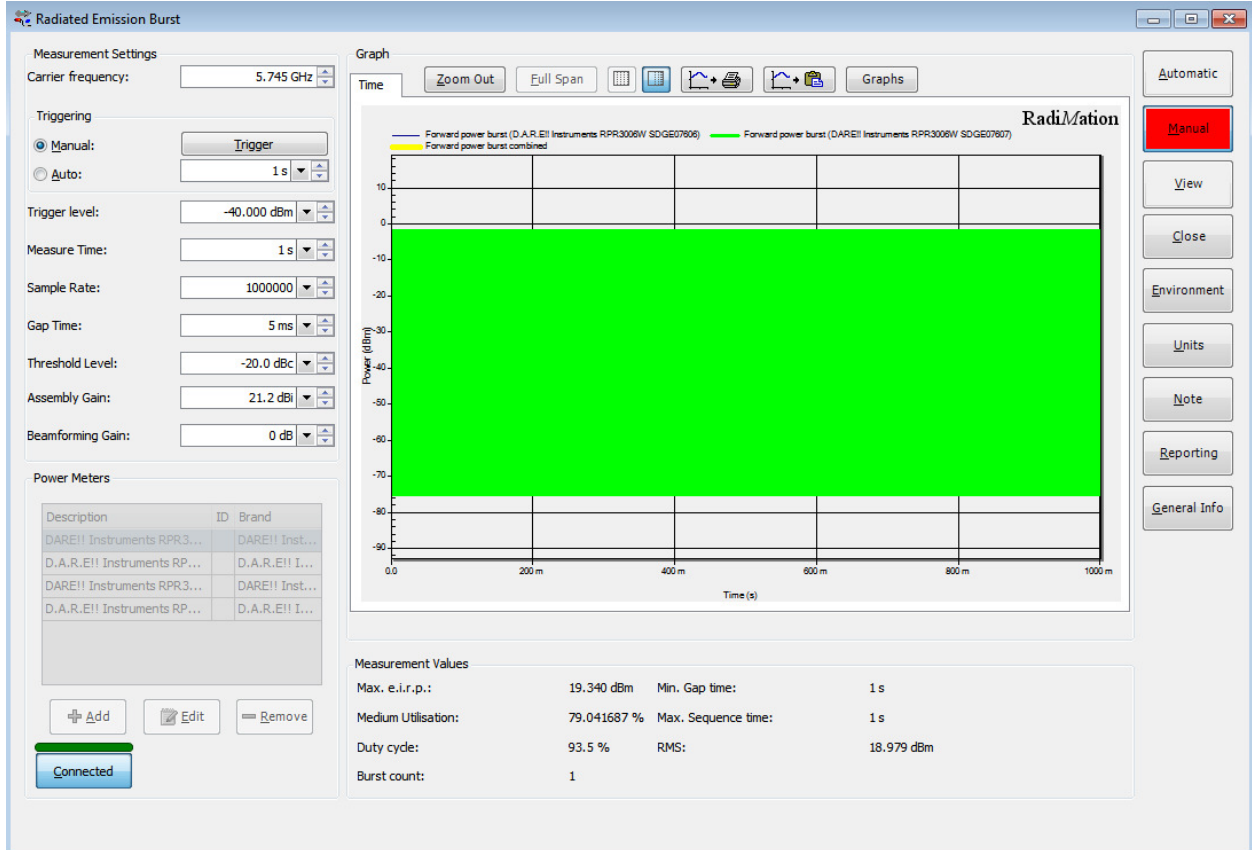 Radiated Emission Burst
Measurement Settings
Carrier frequency: 5.745 GHz
Triggering
Manual: Trigger
Auto: 1 s
Trigger level: -40.000 dBm
Measure Time: 1 s
Sample Rate: 1000000
Gap Time: 5 ms
Threshold Level: -20.0 dBc
Assembly Gain: 21.2 dBi
Beamforming Gain: 0 dB
Power Meters
Description ID Brand
DARE!! Instruments RPR3... DARE!! Inst...
D.A.R.E!! Instruments RP... D.A.R.E!! I...
DARE!! Instruments RPR3... DARE!! Inst...
D.A.R.E!! Instruments RP... D.A.R.E!! I...
Add Edit Remove
Connected
Graph
Time Zoom Out Full Span Graphs
RadiMation
Forward power burst (D.A.R.E!! Instruments RPR3006W SDGE07606) Forward power burst (DARE!! Instruments RPR3006W SDGE07607)
Forward power burst combined
Power (dBm)
10
0
-10
-20
-30
-40
-50
-60
-70
-80
-90
0.0 200 m 400 m 600 m 800 m 1000 m
Time (s)
Measurement Values
Max. e.i.r.p.: 19.340 dBm Min. Gap time: 1 s
Medium Utilisation: 79.041687 % Max. Sequence time: 1 s
Duty cycle: 93.5 % RMS: 18.979 dBm
Burst count: 1
Automatic
Manual
View
Close
Environment
Units
Note
Reporting
General Info